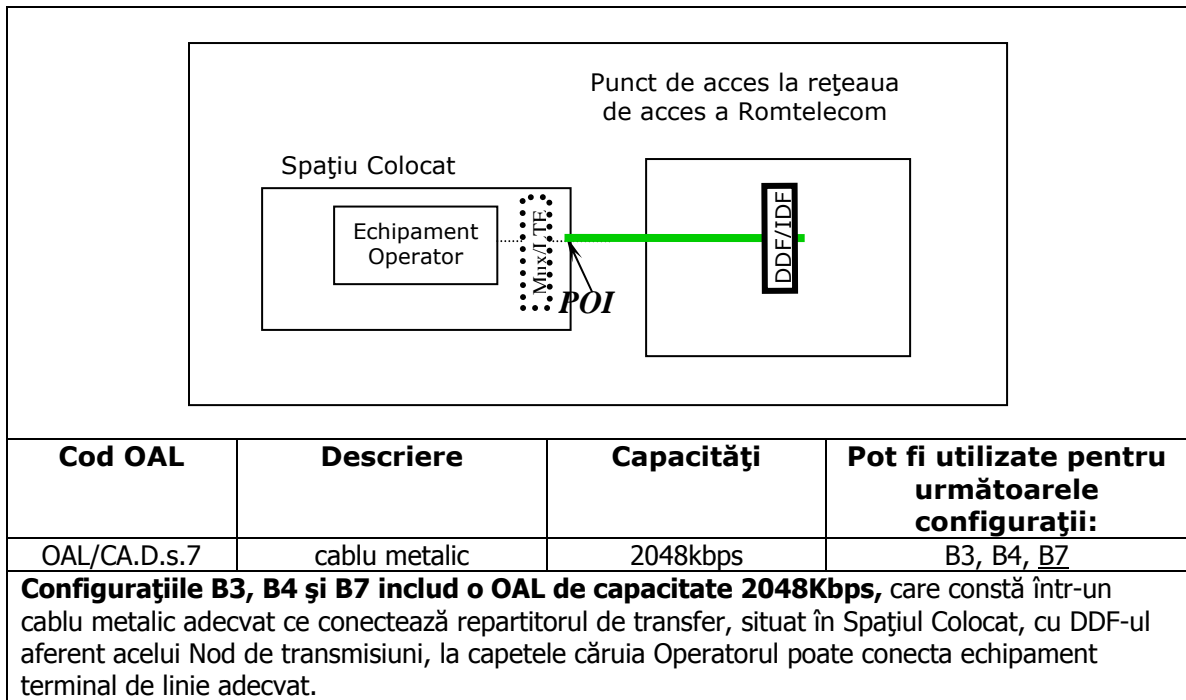 Punct de acces la reţeaua
de acces a Romtelecom
Spaţiu Colocat
Echipament
Operator
Mux/LTE
POI
DDF/IDF
Cod OAL
Descriere
Capacităţi
Pot fi utilizate pentru
următoarele
configuraţii:
OAL/CA.D.s.7
cablu metalic
2048kbps
B3, B4, B7
Configuraţiile B3, B4 şi B7 includ o OAL de capacitate 2048Kbps, care constă într-un
cablu metalic adecvat ce conectează repartitorul de transfer, situat în Spaţiul Colocat, cu DDF-ul
aferent acelui Nod de transmisiuni, la capetele căruia Operatorul poate conecta echipament
terminal de linie adecvat.